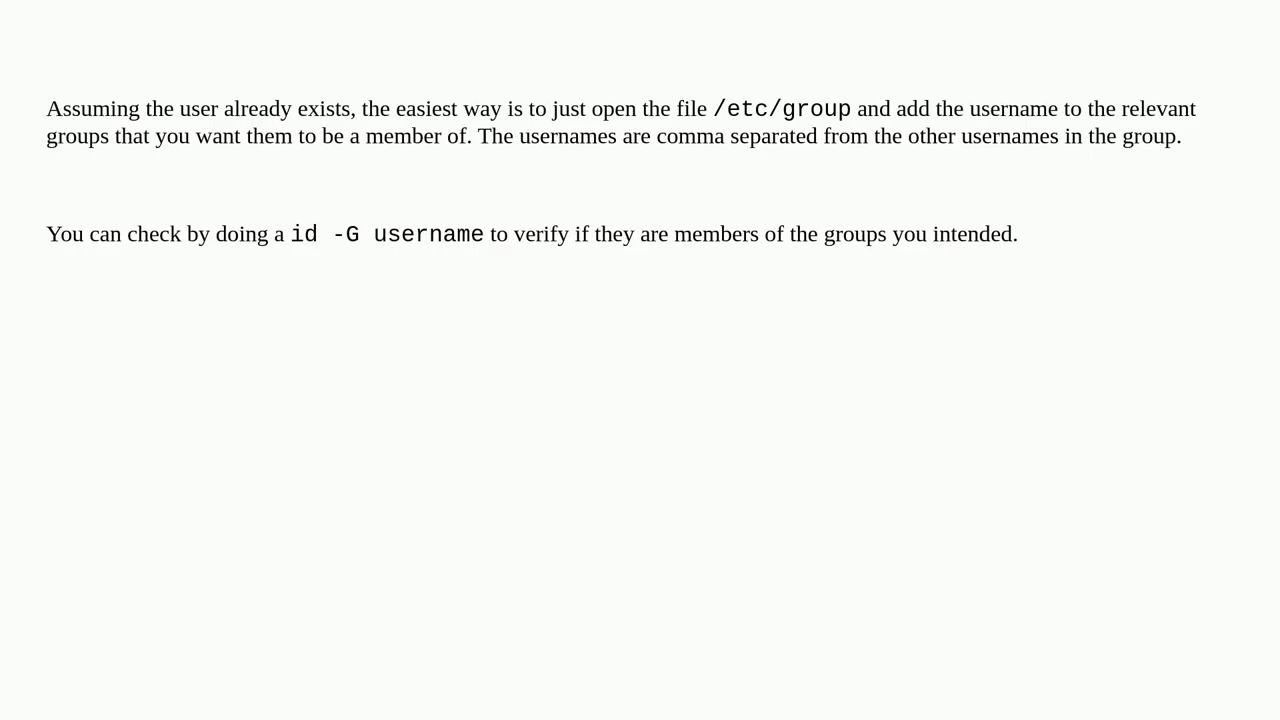 Assuming the user already exists, the easiest way is to just open the file /etc/group and add the username to the relevant
groups that you want them to be a member of. The usernames are comma separated from the other usernames in the group.
You can check by doing a id -G username to verify if they are members of the groups you intended.